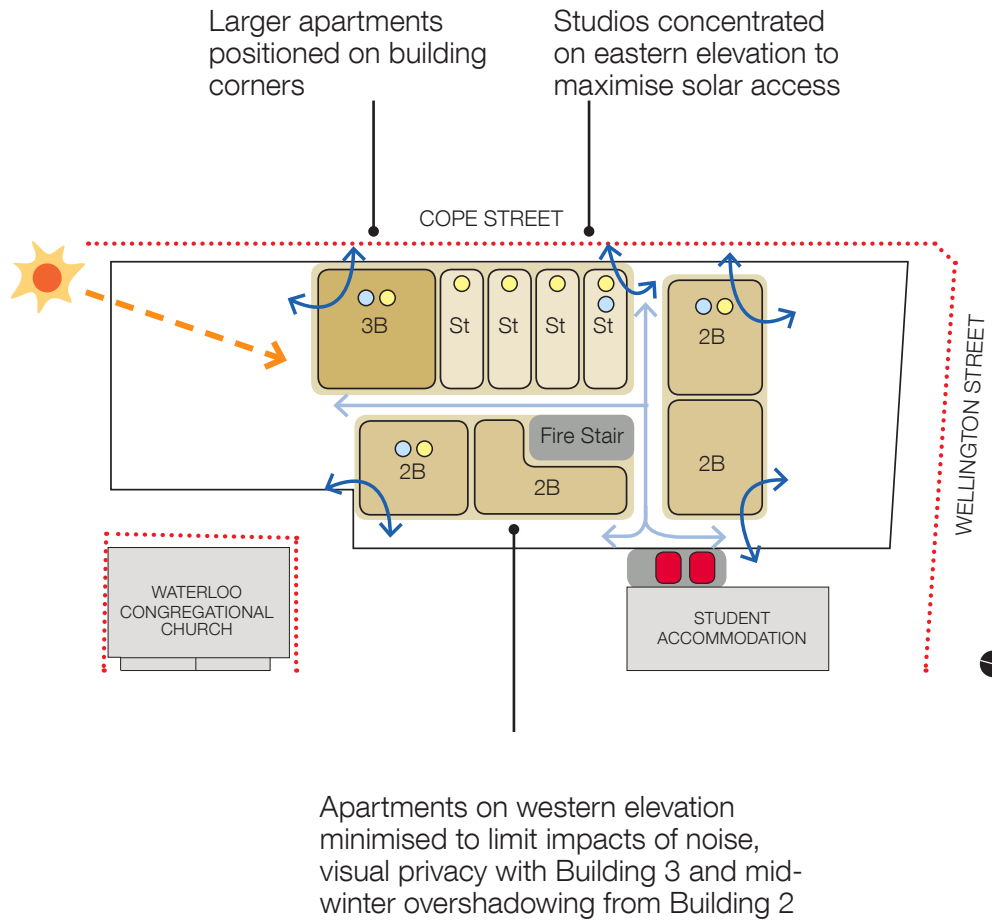 Larger apartments
positioned on building
corners
Studios concentrated
on eastern elevation to
maximise solar access
COPE STREET
3B
St
St
St
St
2B
WELLINGTON STREET
2B
2B
Fire Stair
2B
WATERLOO
CONGREGATIONAL
CHURCH
STUDENT
ACCOMMODATION
Apartments on western elevation
minimised to limit impacts of noise,
visual privacy with Building 3 and mid-
winter overshadowing from Building 2